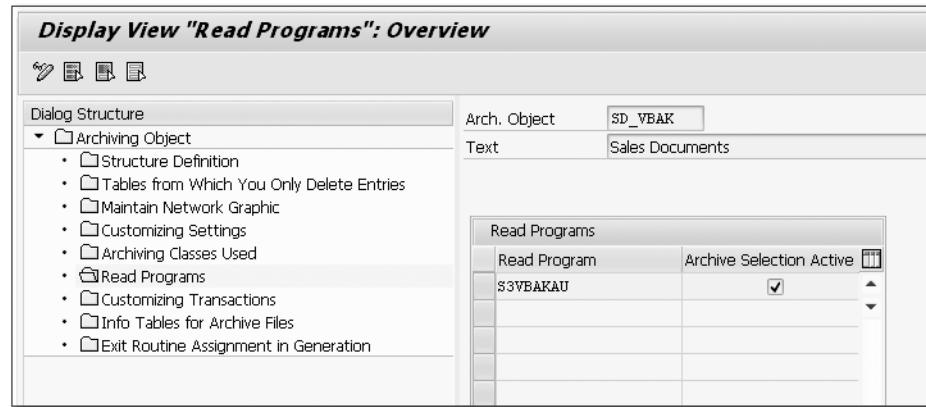 Display View "Read Programs": Overview
Dialog Structure
Archiving Object
Structure Definition
Tables from Which You Only Delete Entries
Maintain Network Graphic
Customizing Settings
Archiving Classes Used
Read Programs
Customizing Transactions
Info Tables for Archive Files
Exit Routine Assignment in Generation
Arch. Object SD_VBAK
Text Sales Documents
Read Programs
Read Program Archive Selection Active
S3VBAKAU